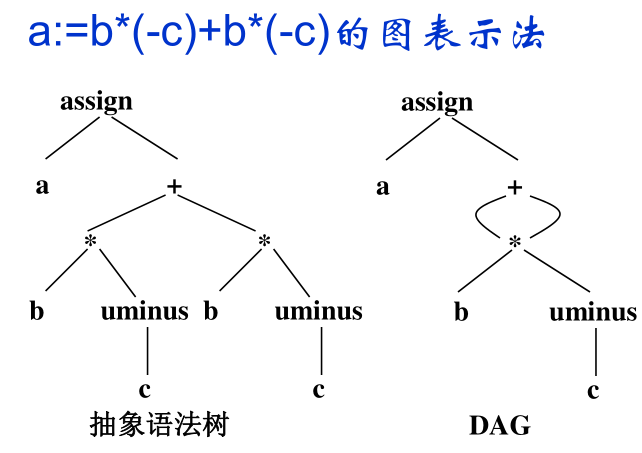 a:=b*(-c)+b*(-c)的图表示法
assign assign
a + a +
* * *
b uminus b uminus b uminus
c c c
抽象语法树 DAG